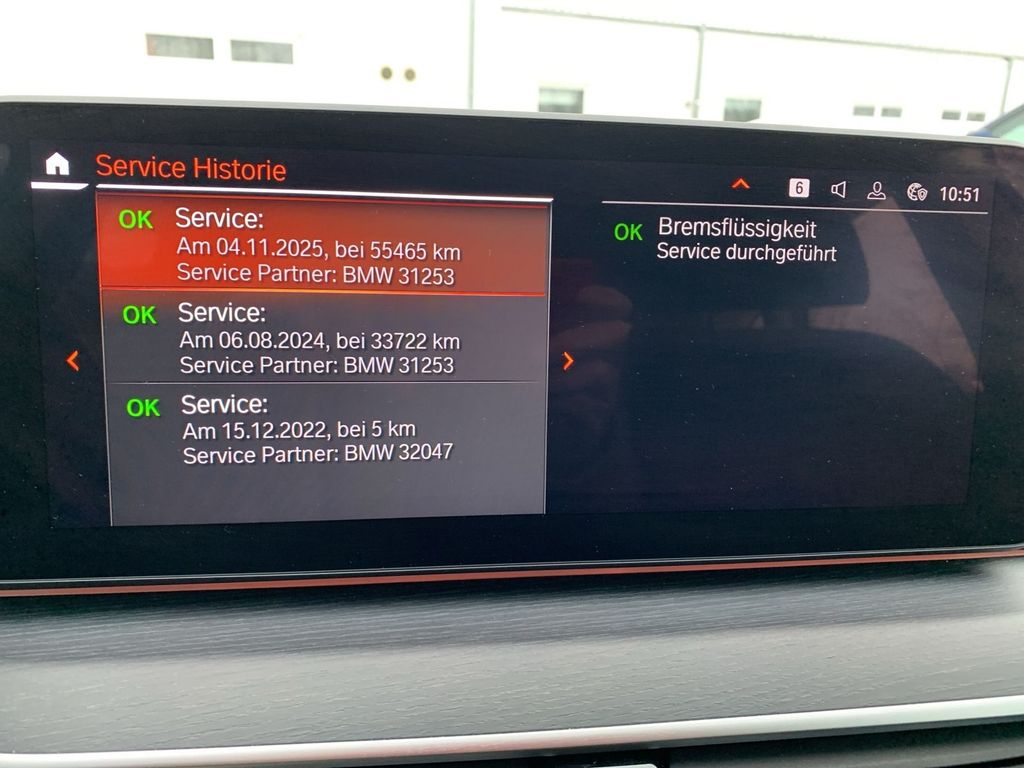 Service Historie
6
10:51
OK Service:
Am 04.11.2025, bei 55465 km
Service Partner: BMW 31253
OK Service:
Am 06.08.2024, bei 33722 km
Service Partner: BMW 31253
OK Service:
Am 15.12.2022, bei 5 km
Service Partner: BMW 32047
OK Bremsflüssigkeit
Service durchgeführt